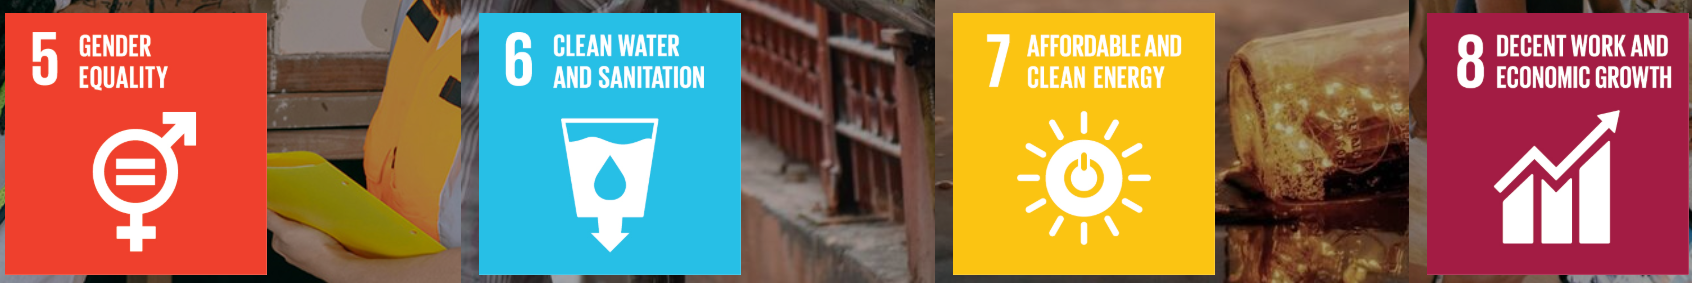 5 GENDER
EQUALITY
6 CLEAN WATER
AND SANITATION
7 AFFORDABLE AND
CLEAN ENERGY
8 DECENT WORK AND
ECONOMIC GROWTH